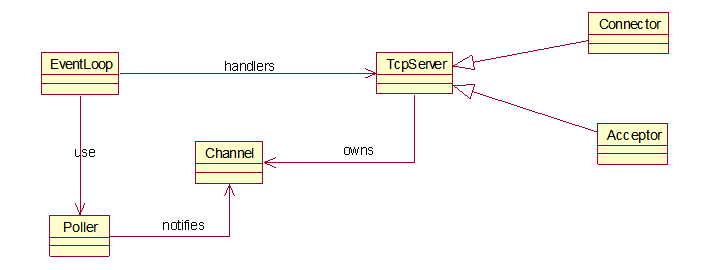 Connector
EventLoop
handlers
TcpServer
Acceptor
Channel
owns
use
Poller
notifies